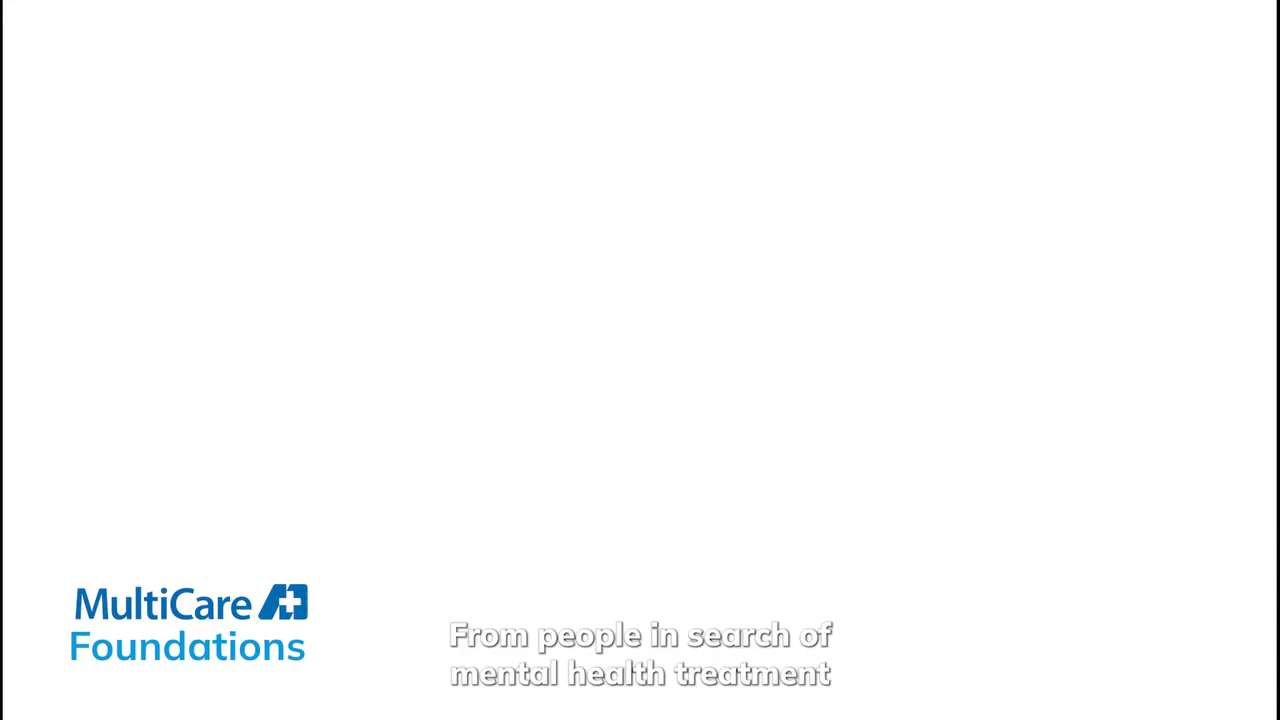 MultiCare
Foundations
From people in search of
mental health treatment